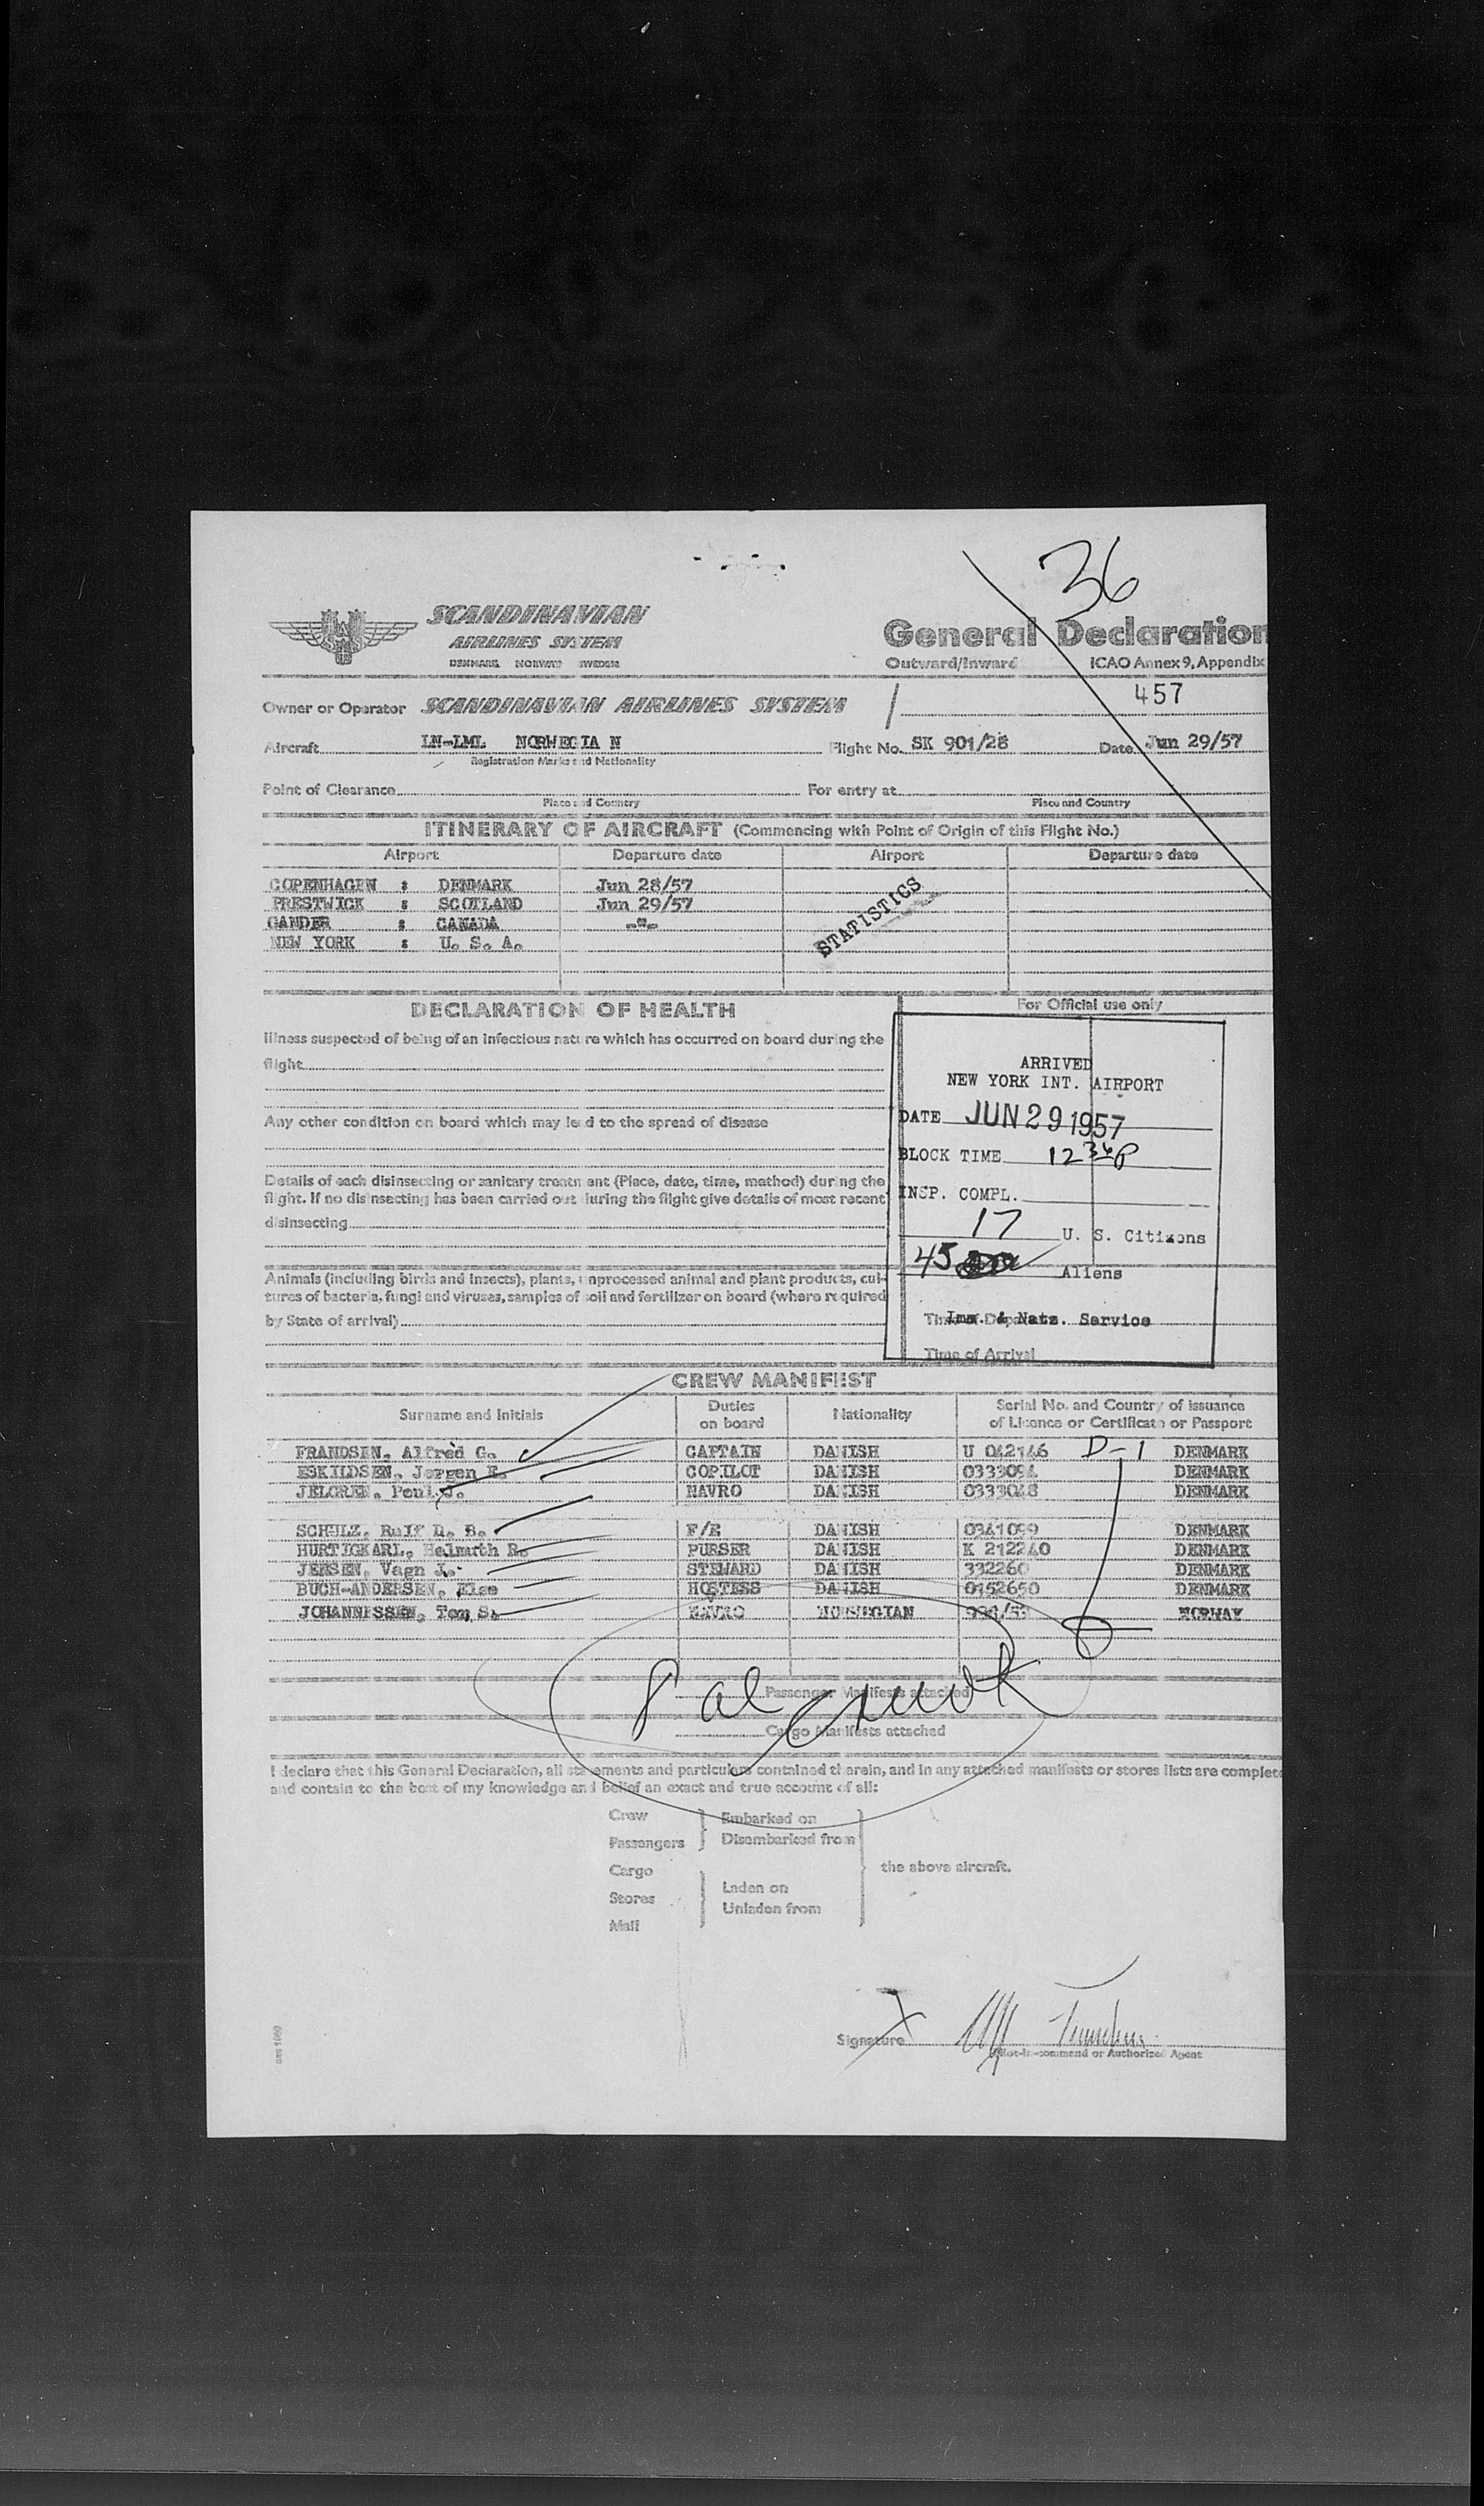 36
SCANDINAVIAN
AIRLINES SYSTEM
DENMARK NORWAY SWEDEN
General Declaration
Outward/Inward ICAO Annex 9, Appendix
457
Owner or Operator SCANDINAVIAN AIRLINES SYSTEM
Aircraft LN-LML NORWEGIA N Flight No. SK 901/28 Date Jun 29/57
Registration Marks and Nationality
Point of Clearance For entry at
Place and Country Place and Country
ITINERARY OF AIRCRAFT (Commencing with Point of Origin of this Flight No.)
Airport Departure date Airport Departure date
COPENHAGEN : DENMARK Jun 28/57
PRESTWICK : SCOTLAND Jun 29/57
GANDER : CANADA -"-
NEW YORK : U. S. A.
STATISTICS
DECLARATION OF HEALTH
For Official use only
Illness suspected of being of an infectious nature which has occurred on board during the
flight
Any other condition on board which may lead to the spread of disease
Details of each disinsecting or sanitary treatment (Place, date, time, method) during the
flight. If no disinsecting has been carried out during the flight give details of most recent
disinsecting
Animals (including birds and insects), plants, unprocessed animal and plant products, cul-
tures of bacteria, fungi and viruses, samples of soil and fertilizer on board (where required
by State of arrival)
ARRIVED
NEW YORK INT. AIRPORT
DATE JUN 29 1957
BLOCK TIME 12 36 P
INSP. COMPL.
17 U. S. Citizens
45 Aliens
Imm. & Natz. Service
Time of Arrival
CREW MANIFEST
Surname and Initials Duties on board Nationality Serial No. and Country of issuance of Licence or Certificate or Passport
FRANDSEN, Alfred G. CAPTAIN DANISH U 042146 D-1 DENMARK
ESKILDSEN, Jorgen E. COPILOT DANISH 0333094 DENMARK
JELGREN, Poul J. NAVRO DANISH 0333048 DENMARK
SCHULZ, Rulf D. B. F/E DANISH 0341099 DENMARK
HURTIGKARL, Helmuth R. PURSER DANISH K 212240 DENMARK
JENSEN, Vagn J. STEWARD DANISH 332260 DENMARK
BUCH-ANDERSEN, Else HOSTESS DANISH 0152650 DENMARK
JOHANNESSEN, Tom S. NAVRO NORWEGIAN NORWAY
8 al crew
Passenger Manifests attached
Cargo Manifests attached
I declare that this General Declaration, all statements and particulars contained therein, and in any attached manifests or stores lists are complete
and contain to the best of my knowledge and belief an exact and true account of all:
Crew
Passengers
Embarked on
Disembarked from
Cargo
Stores
Mail
Laden on
Unladen from
the above aircraft.
Signature
Pilot-in-command or Authorized Agent